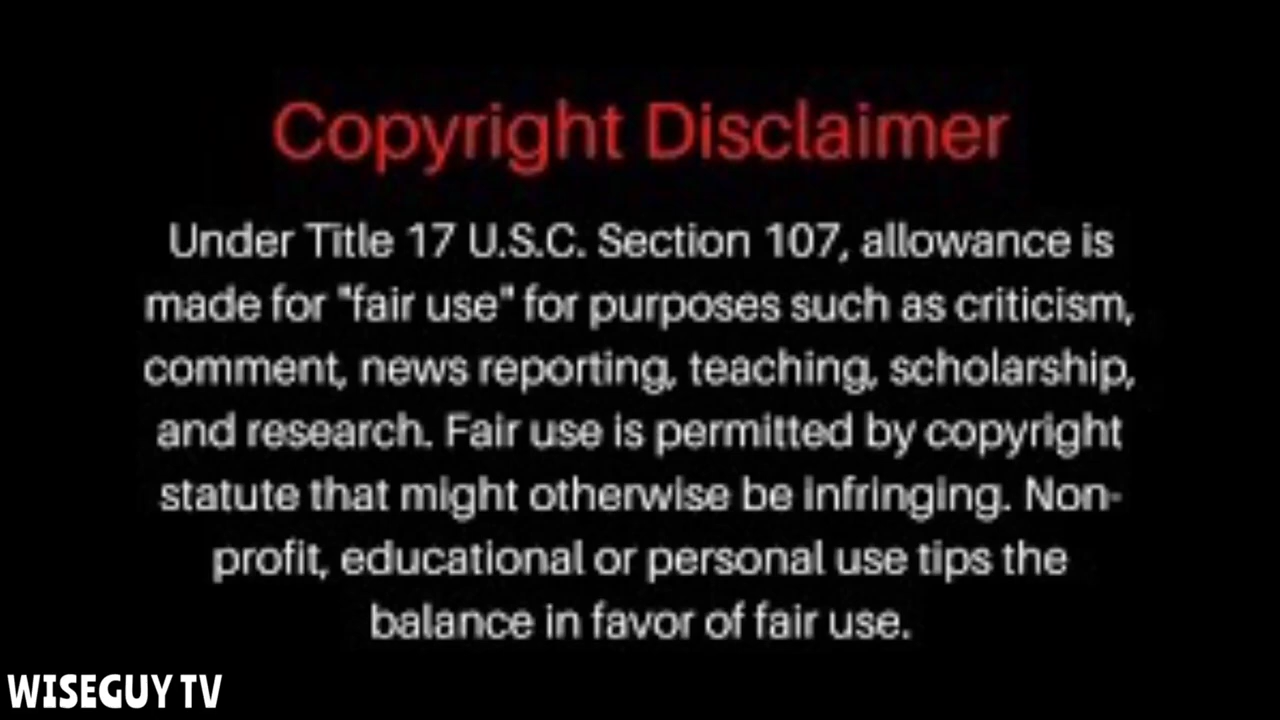 Copyright Disclaimer
Under Title 17 U.S.C. Section 107, allowance is
made for "fair use" for purposes such as criticism,
comment, news reporting, teaching, scholarship,
and research. Fair use is permitted by copyright
statute that might otherwise be infringing. Non-
profit, educational or personal use tips the
balance in favor of fair use.
WISEGUY TV